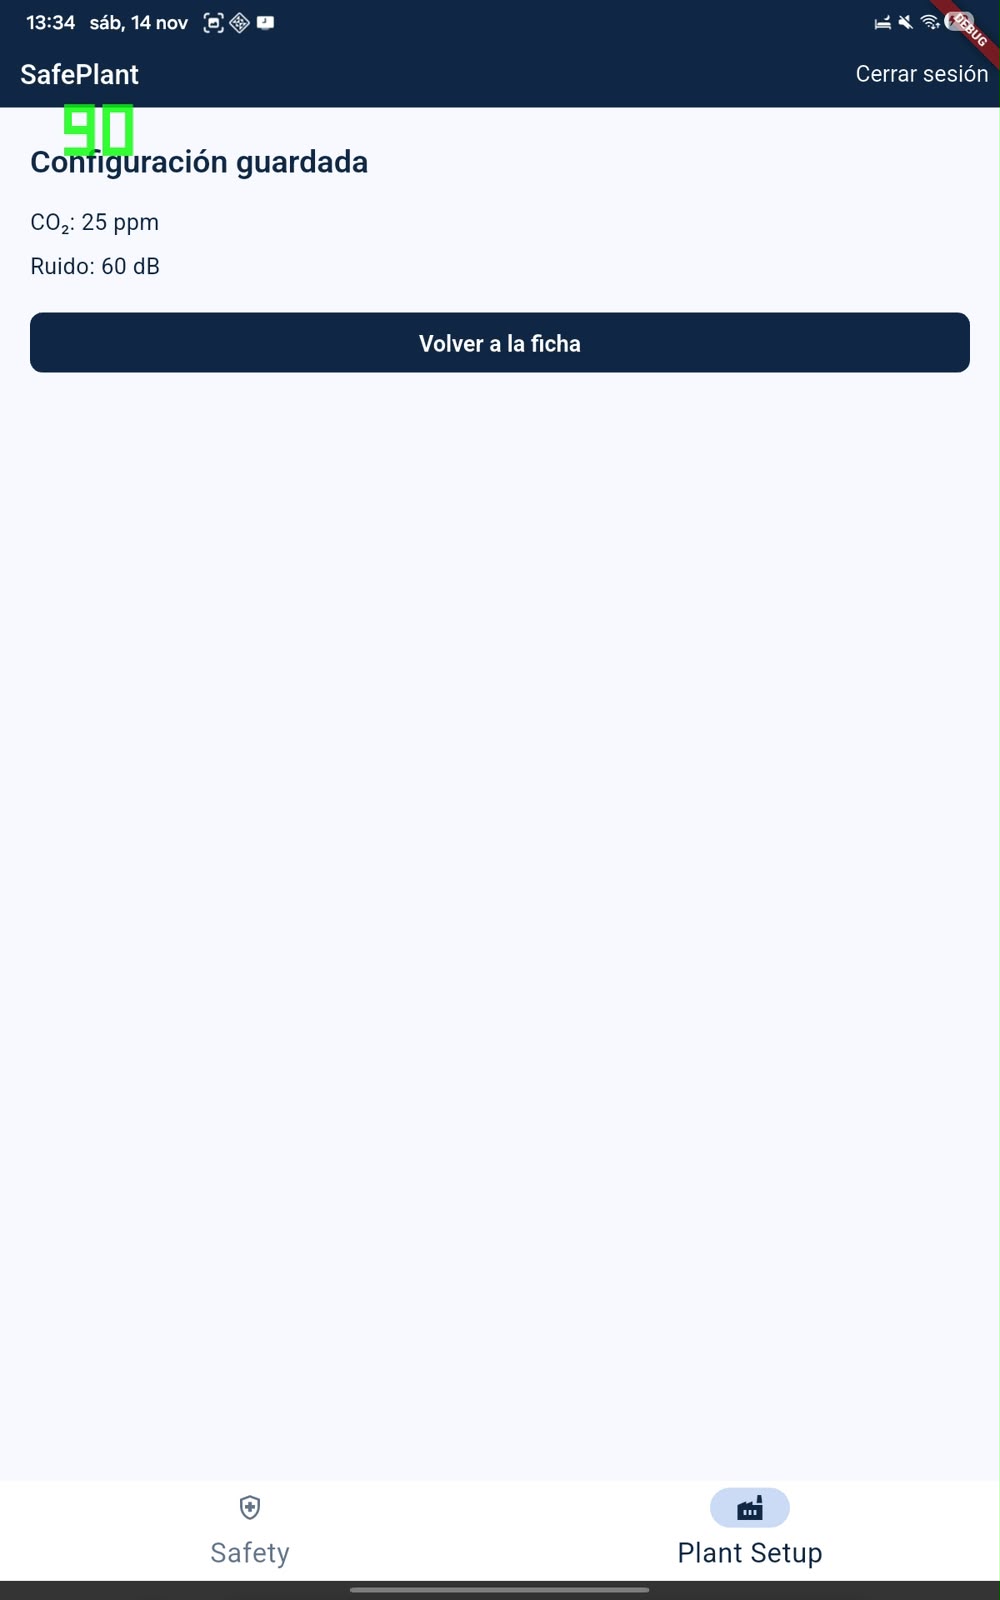 13:34 sáb, 14 nov
DEBUG
SafePlant
Cerrar sesión
90
Configuración guardada
CO₂: 25 ppm
Ruido: 60 dB
Volver a la ficha
Safety
Plant Setup